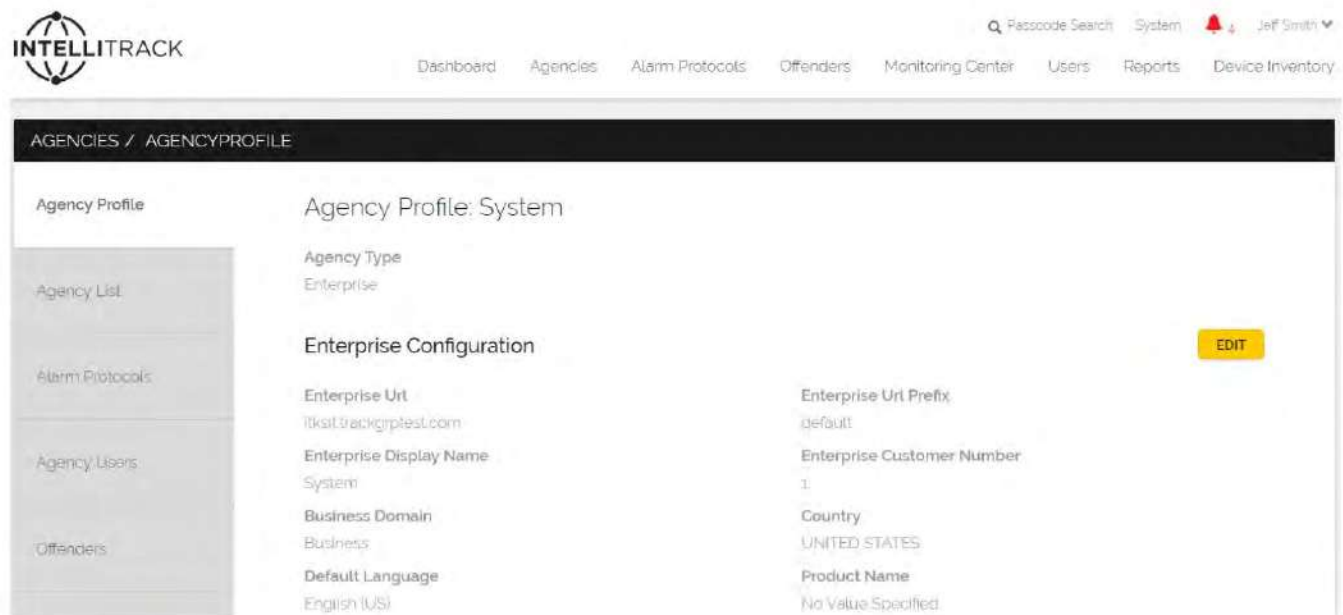 INTELLITRACK
Passcode Search System 4 Jeff Smith
Dashboard Agencies Alarm Protocols Offenders Monitoring Center Users Reports Device Inventory
AGENCIES / AGENCYPROFILE
Agency Profile
Agency List
Alarm Protocols
Agency Users
Offenders
Agency Profile: System
Agency Type
Enterprise
Enterprise Configuration
EDIT
Enterprise Url
itksit.trackgrptest.com
Enterprise Url Prefix
default
Enterprise Display Name
System
Enterprise Customer Number
1
Business Domain
Business
Country
UNITED STATES
Default Language
English (US)
Product Name
No Value Specified